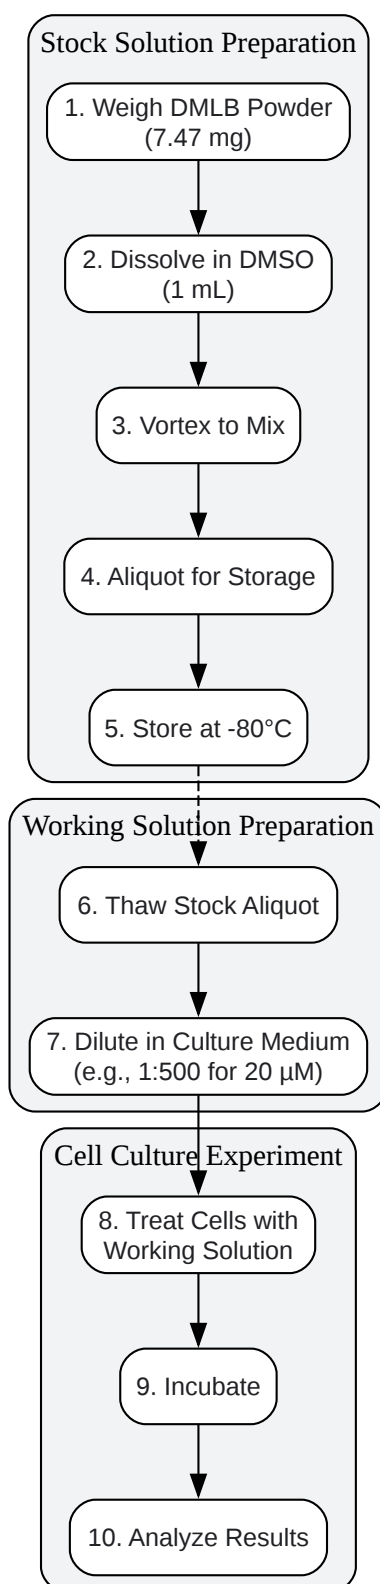 Stock Solution Preparation
1. Weigh DMLB Powder
(7.47 mg)
2. Dissolve in DMSO
(1 mL)
3. Vortex to Mix
4. Aliquot for Storage
5. Store at -80°C
Working Solution Preparation
6. Thaw Stock Aliquot
7. Dilute in Culture Medium
(e.g., 1:500 for 20 µM)
Cell Culture Experiment
8. Treat Cells with
Working Solution
9. Incubate
10. Analyze Results